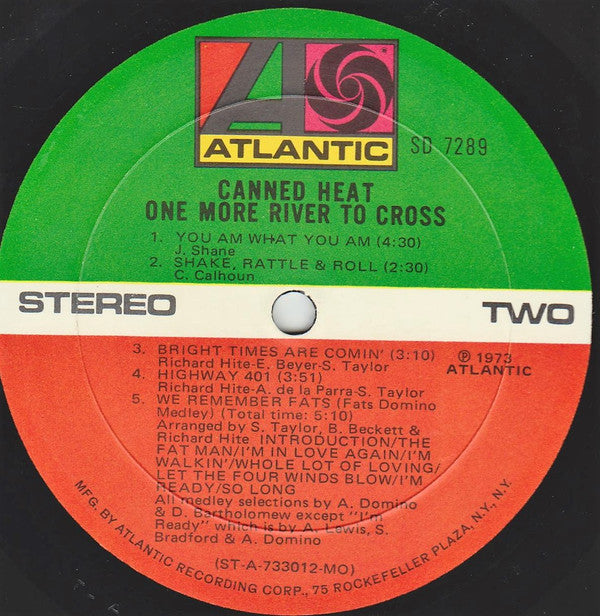 ATLANTIC
SD 7289
CANNED HEAT
ONE MORE RIVER TO CROSS
1. YOU AM WHAT YOU AM (4:30)
J. Shane
2. SHAKE, RATTLE & ROLL (2:30)
C. Calhoun
STEREO
TWO
3. BRIGHT TIMES ARE COMIN' (3:10)
Richard Hite-E. Beyer-S. Taylor
4. HIGHWAY 401 (3:51)
Richard Hite-A. de la Parra-S. Taylor
5. WE REMEMBER FATS (Fats Domino
Medley) (Total time: 5:10)
Arranged by S. Taylor, B. Beckett &
Richard Hite INTRODUCTION/THE
FAT MAN/I'M IN LOVE AGAIN/I'M
WALKIN'/WHOLE LOT OF LOVING/
LET THE FOUR WINDS BLOW/I'M
READY/SO LONG
All medley selections by A. Domino
& D. Bartholomew except "I'm
Ready" which is by A. Lewis, S.
Bradford & A. Domino
℗ 1973
ATLANTIC
(ST-A-733012-MO)
MFG. BY ATLANTIC RECORDING CORP., 75 ROCKEFELLER PLAZA, N.Y., N.Y.